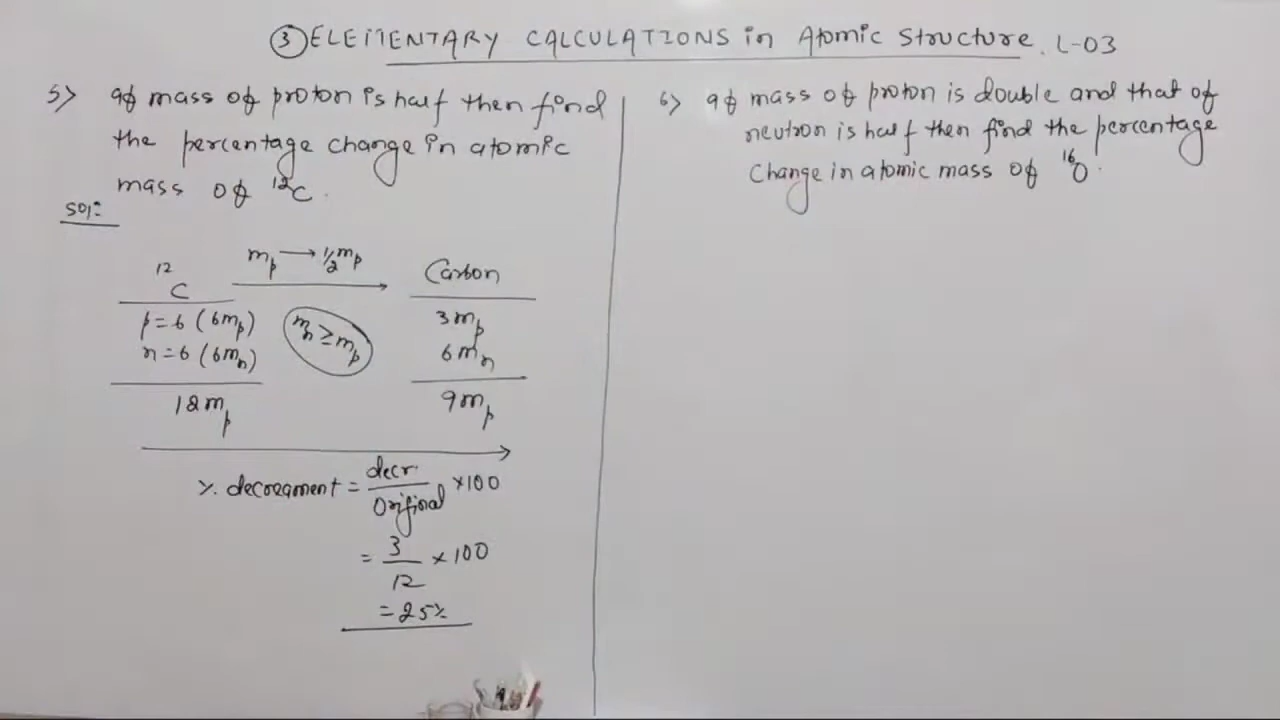 ③ ELEMENTARY CALCULATIONS in Atomic Structure. L-03
5> If mass of proton is half then find
the percentage change in atomic
mass of ¹²C.
Sol:
¹²C
p=6 (6mp)
n=6 (6mn)
12mp
mp → ½mp
mn ≃ mp
Carbon
3mp
6mn
9mp
%. decreament = decr./Original ×100
= 3/12 × 100
= 25%
6> If mass of proton is double and that of
neutron is half then find the percentage
Change in atomic mass of ¹⁶O.